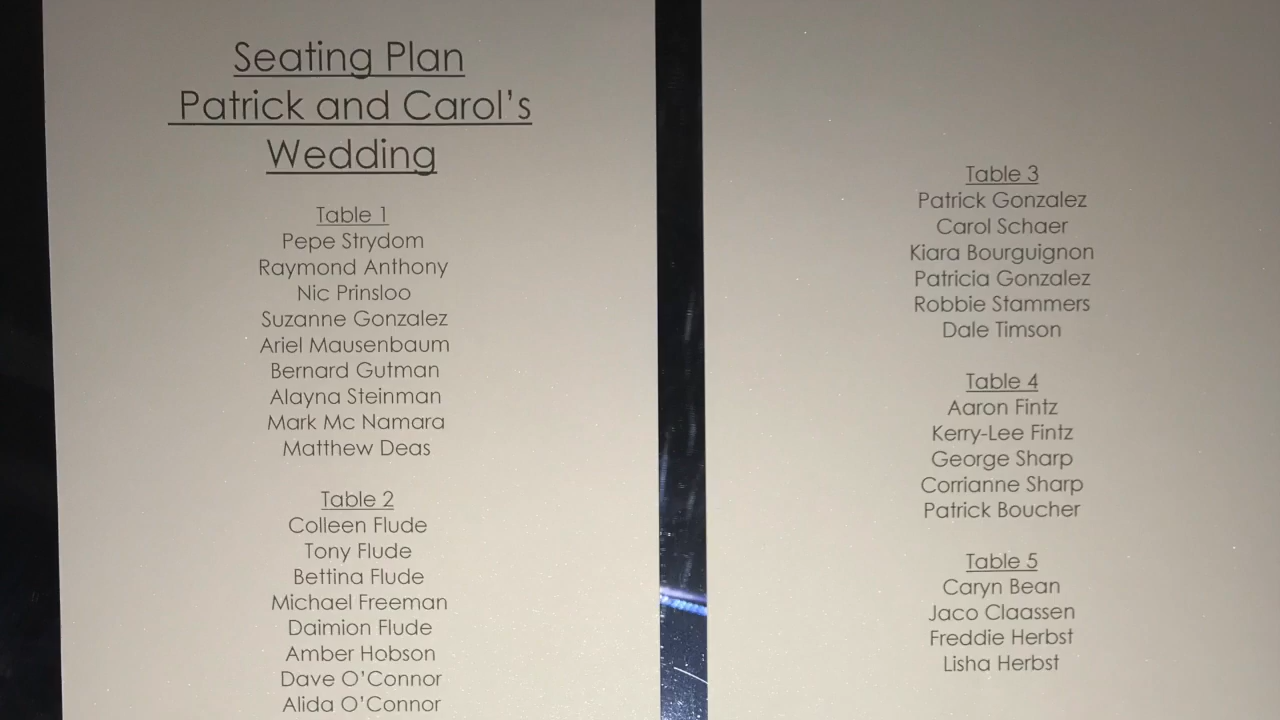 Seating Plan
Patrick and Carol's
Wedding
Table 1
Pepe Strydom
Raymond Anthony
Nic Prinsloo
Suzanne Gonzalez
Ariel Mausenbaum
Bernard Gutman
Alayna Steinman
Mark Mc Namara
Matthew Deas
Table 2
Colleen Flude
Tony Flude
Bettina Flude
Michael Freeman
Daimion Flude
Amber Hobson
Dave O'Connor
Alida O'Connor
Table 3
Patrick Gonzalez
Carol Schaer
Kiara Bourguignon
Patricia Gonzalez
Robbie Stammers
Dale Timson
Table 4
Aaron Fintz
Kerry-Lee Fintz
George Sharp
Corrianne Sharp
Patrick Boucher
Table 5
Caryn Bean
Jaco Claassen
Freddie Herbst
Lisha Herbst